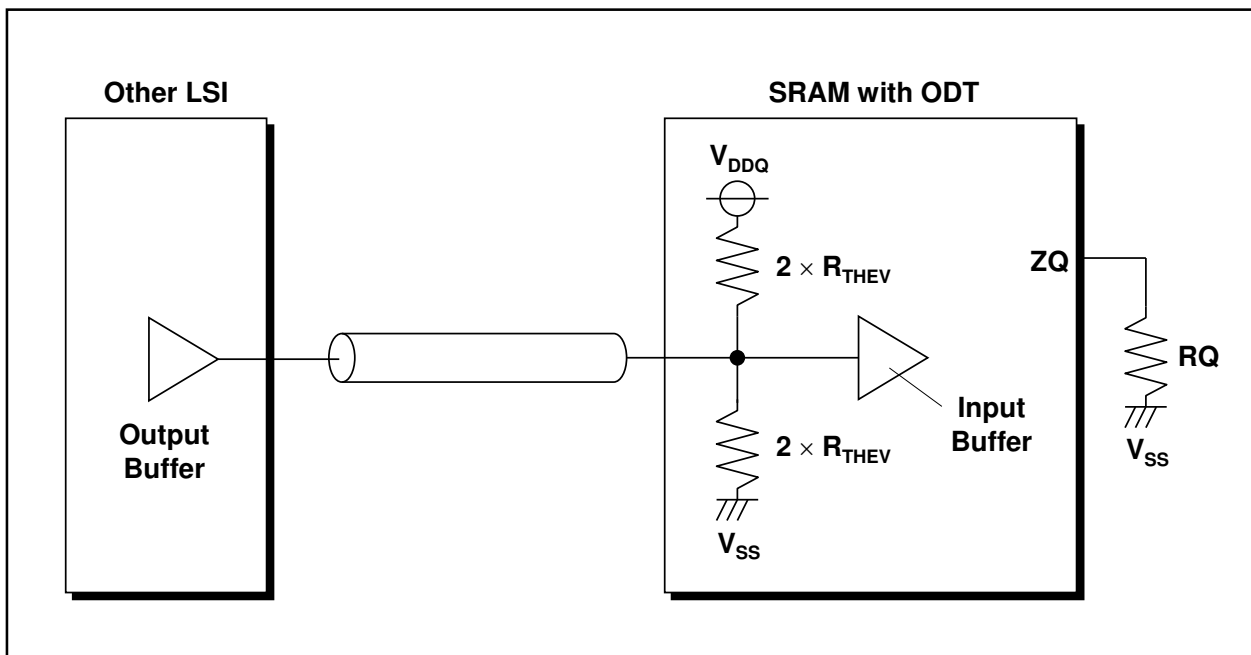 Other LSI
SRAM with ODT
VDDQ
2 × RTHEV
ZQ
RQ
VSS
Output
Buffer
Input
Buffer
2 × RTHEV
VSS